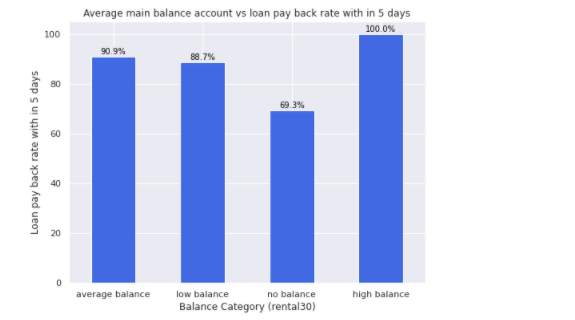 Average main balance account vs loan pay back rate with in 5 days
Loan pay back rate with in 5 days
100
80
60
40
20
0
90.9%
88.7%
69.3%
100.0%
average balance
low balance
no balance
high balance
Balance Category (rental30)